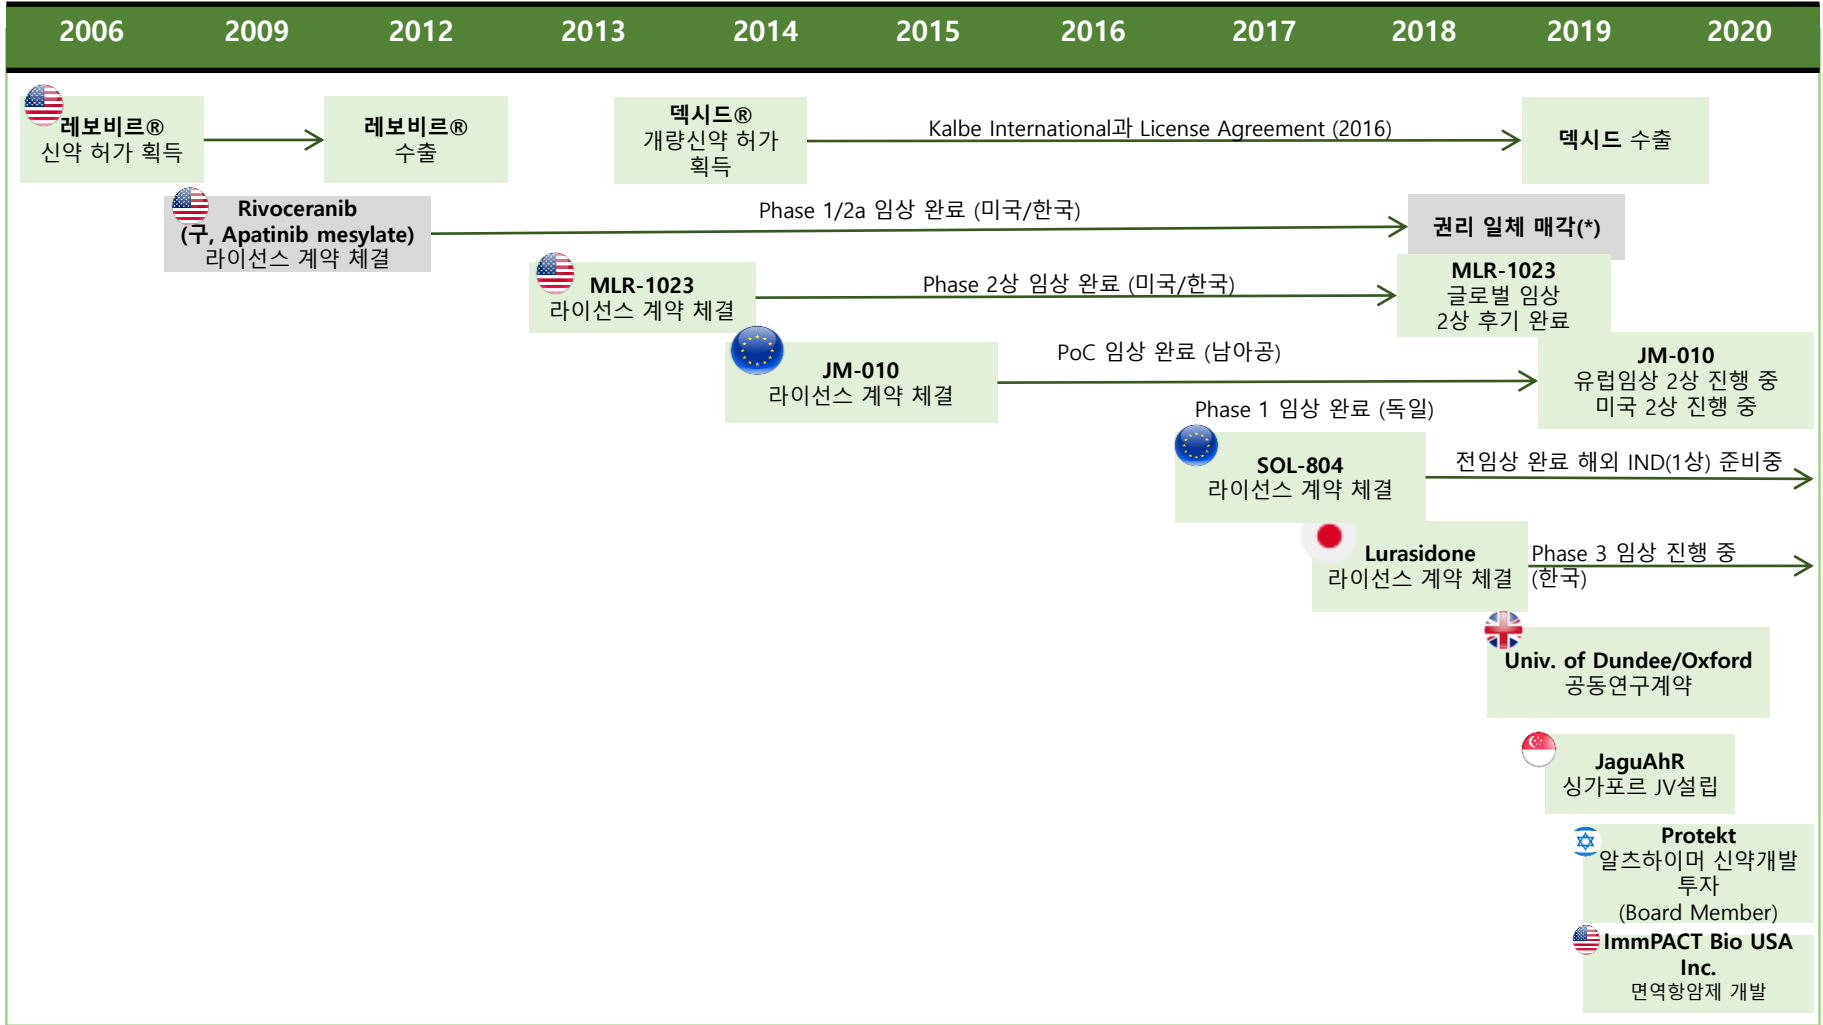 2006 2009 2012 2013 2014 2015 2016 2017 2018 2019 2020
레보비르®
신약 허가 획득
레보비르®
수출
덱시드®
개량신약 허가
획득
Kalbe International과 License Agreement (2016)
덱시드 수출
Rivoceranib
(구, Apatinib mesylate)
라이선스 계약 체결
Phase 1/2a 임상 완료 (미국/한국)
권리 일체 매각(*)
MLR-1023
라이선스 계약 체결
Phase 2상 임상 완료 (미국/한국)
MLR-1023
글로벌 임상
2상 후기 완료
JM-010
라이선스 계약 체결
PoC 임상 완료 (남아공)
Phase 1 임상 완료 (독일)
JM-010
유럽임상 2상 진행 중
미국 2상 진행 중
SOL-804
라이선스 계약 체결
전임상 완료 해외 IND(1상) 준비중
Lurasidone
라이선스 계약 체결
Phase 3 임상 진행 중
(한국)
Univ. of Dundee/Oxford
공동연구계약
JaguAhR
싱가포르 JV설립
Protekt
알츠하이머 신약개발
투자
(Board Member)
ImmPACT Bio USA
Inc.
면역항암제 개발